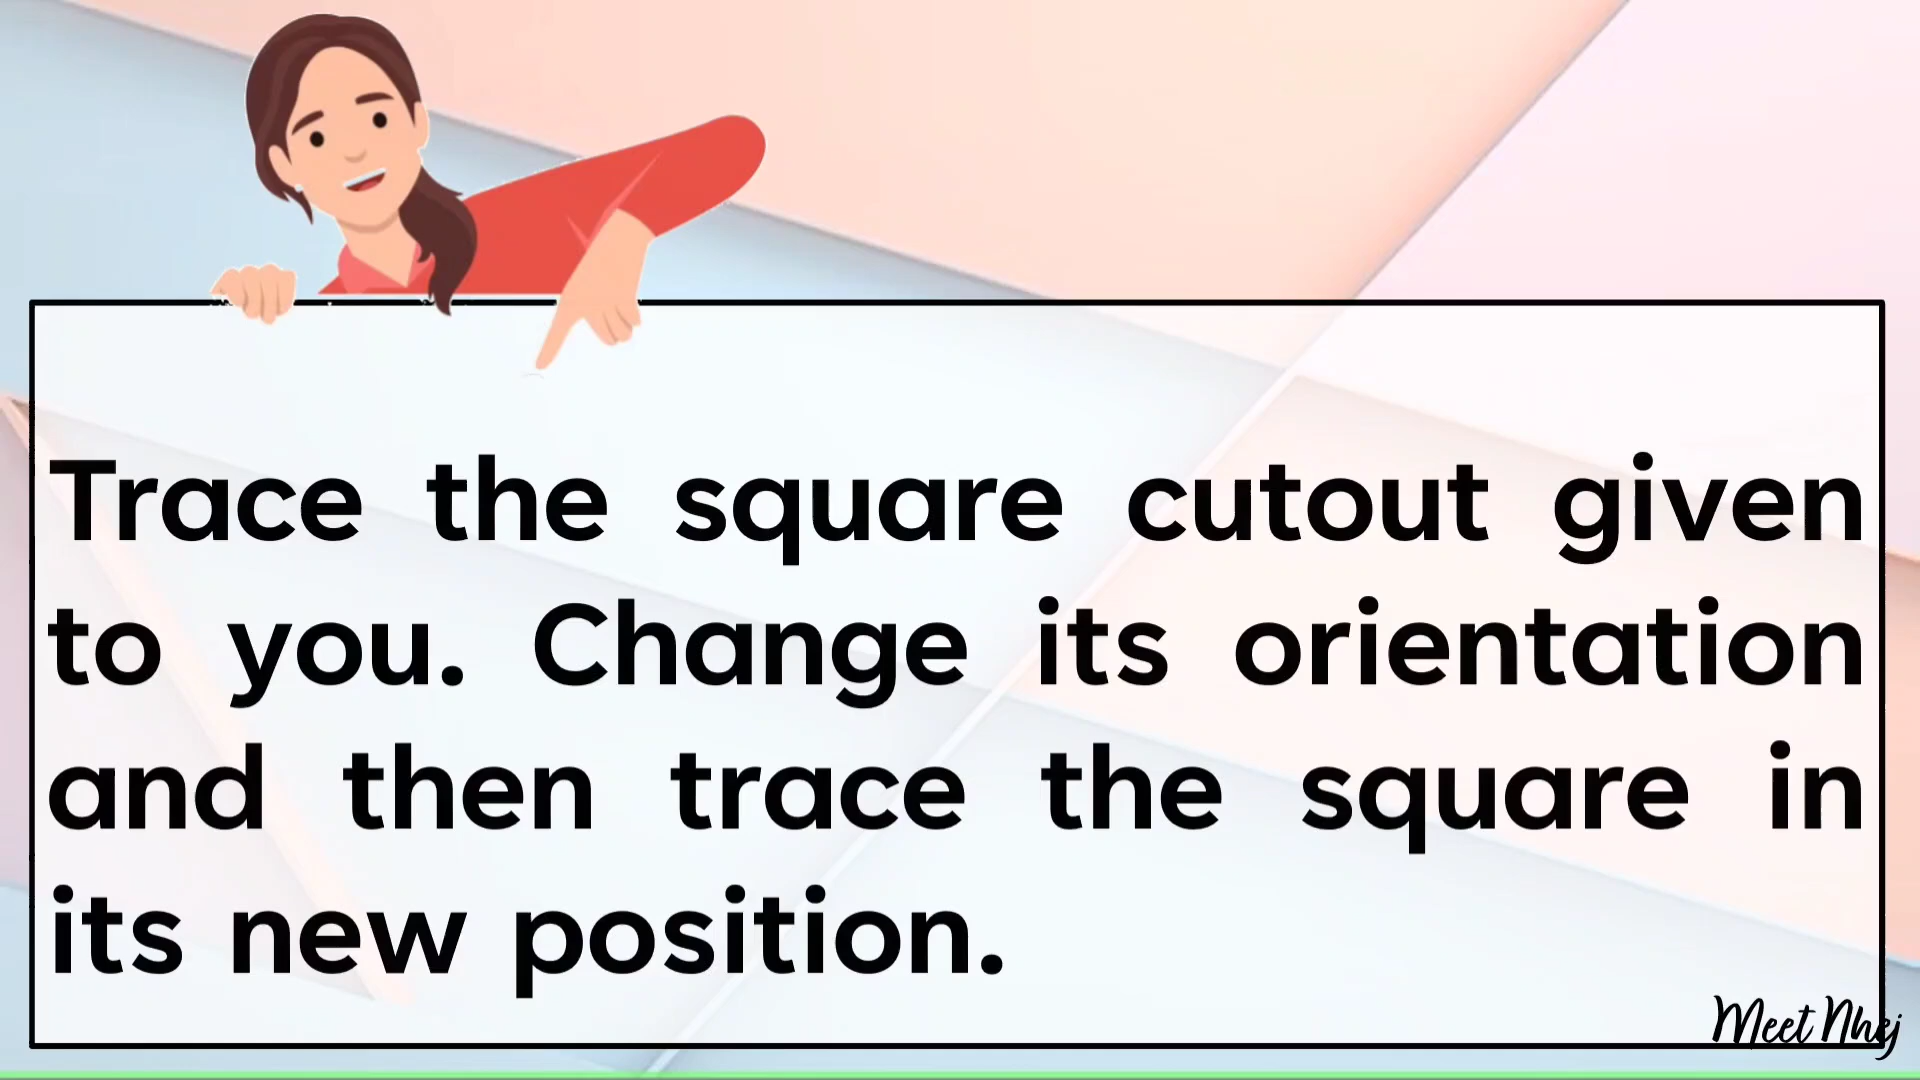 Trace the square cutout given
to you. Change its orientation
and then trace the square in
its new position.
Meet Nhej